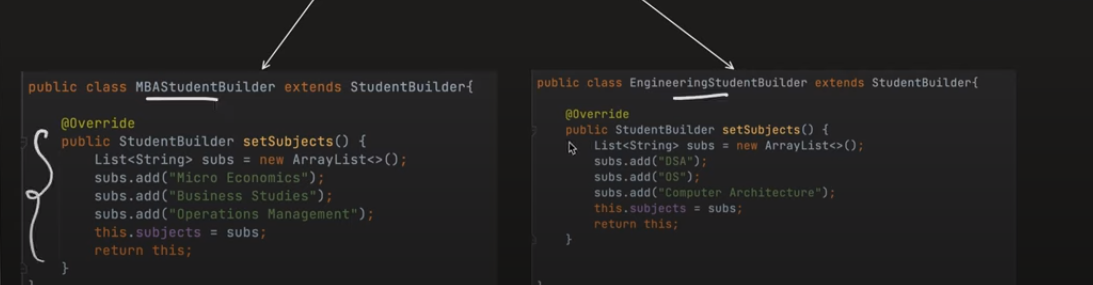 public class MBAStudentBuilder extends StudentBuilder{
@Override
public StudentBuilder setSubjects() {
List<String> subs = new ArrayList<>();
subs.add("Micro Economics");
subs.add("Business Studies");
subs.add("Operations Management");
this.subjects = subs;
return this;
}
}
public class EngineeringStudentBuilder extends StudentBuilder{
@Override
public StudentBuilder setSubjects() {
List<String> subs = new ArrayList<>();
subs.add("DSA");
subs.add("OS");
subs.add("Computer Architecture");
this.subjects = subs;
return this;
}
}